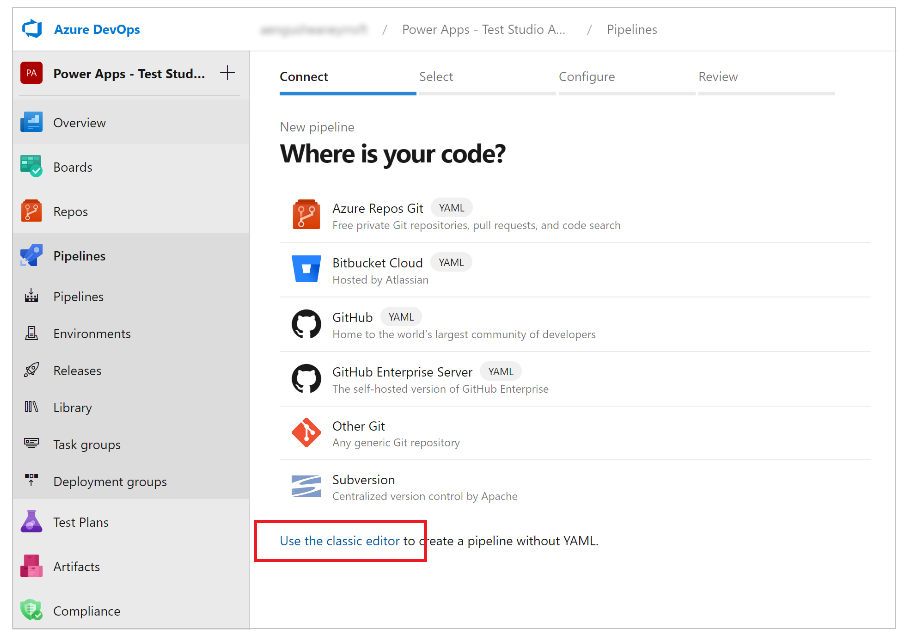 Azure DevOps
/ Power Apps - Test Studio A... / Pipelines
PA Power Apps - Test Stud... +
Overview
Boards
Repos
Pipelines
Pipelines
Environments
Releases
Library
Task groups
Deployment groups
Test Plans
Artifacts
Compliance
Connect Select Configure Review
New pipeline
Where is your code?
Azure Repos Git YAML
Free private Git repositories, pull requests, and code search
Bitbucket Cloud YAML
Hosted by Atlassian
GitHub YAML
Home to the world's largest community of developers
GitHub Enterprise Server YAML
The self-hosted version of GitHub Enterprise
Other Git
Any generic Git repository
Subversion
Centralized version control by Apache
Use the classic editor to create a pipeline without YAML.